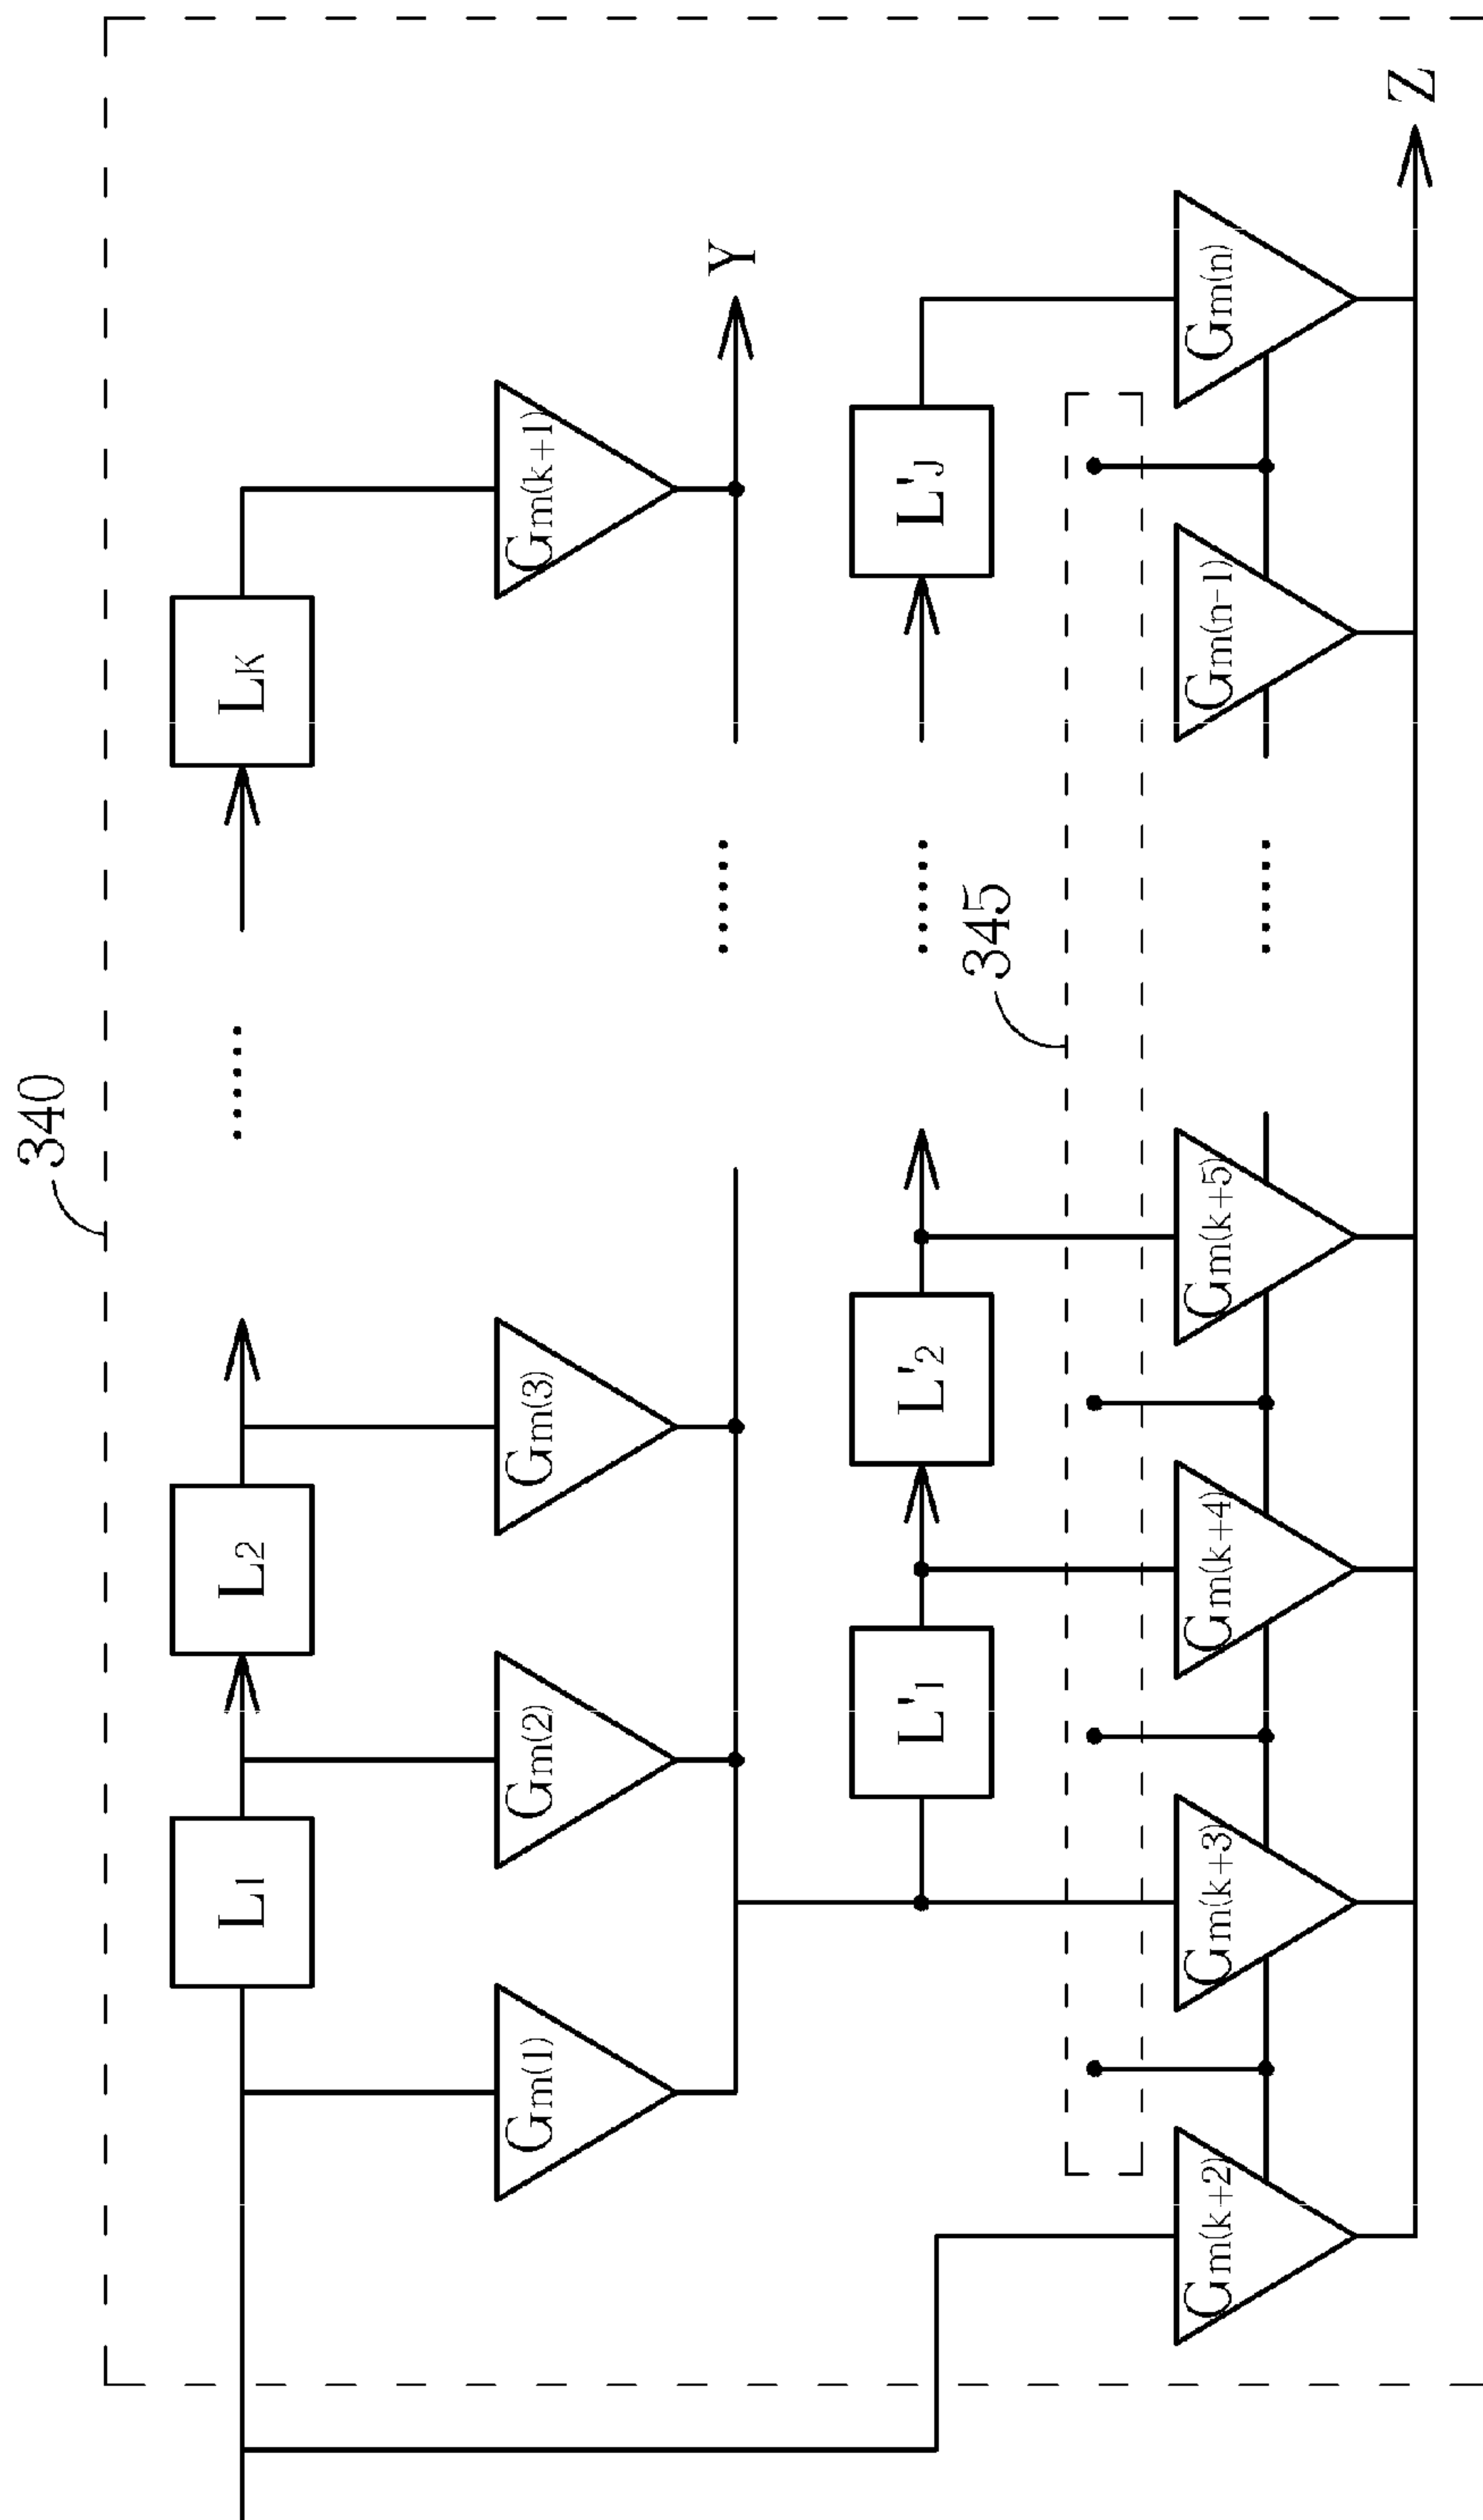 340
L1
L2
LK
Gm(1)
Gm(2)
Gm(3)
Gm(k+1)
Y
L'1
L'2
L'J
345
Gm(k+2)
Gm(k+3)
Gm(k+4)
Gm(k+5)
Gm(n-1)
Gm(n)
Z